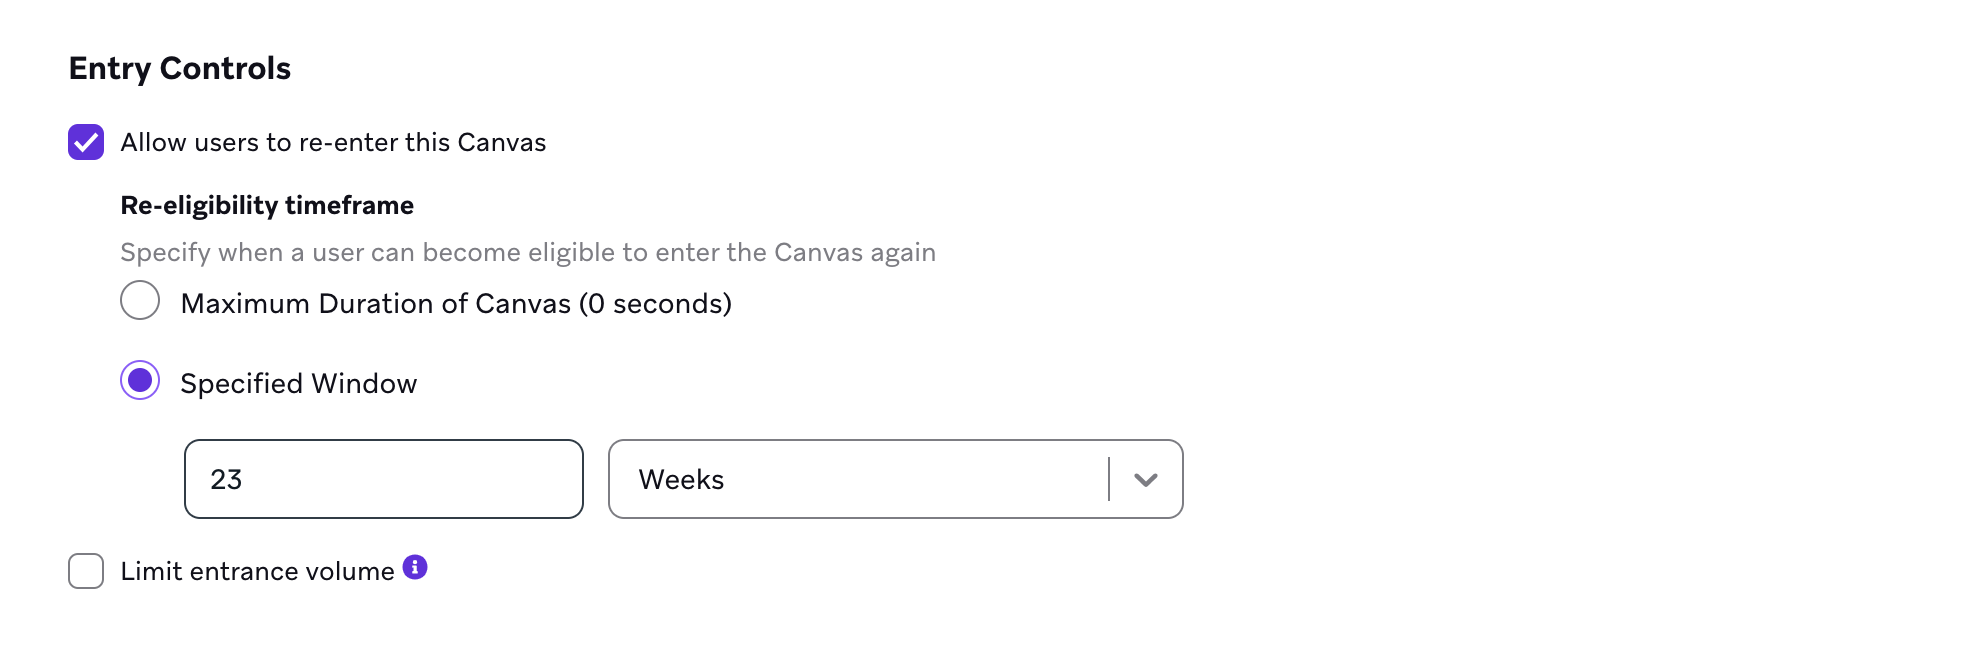 Entry Controls
Allow users to re-enter this Canvas
Re-eligibility timeframe
Specify when a user can become eligible to enter the Canvas again
Maximum Duration of Canvas (0 seconds)
Specified Window
23 Weeks
Limit entrance volume